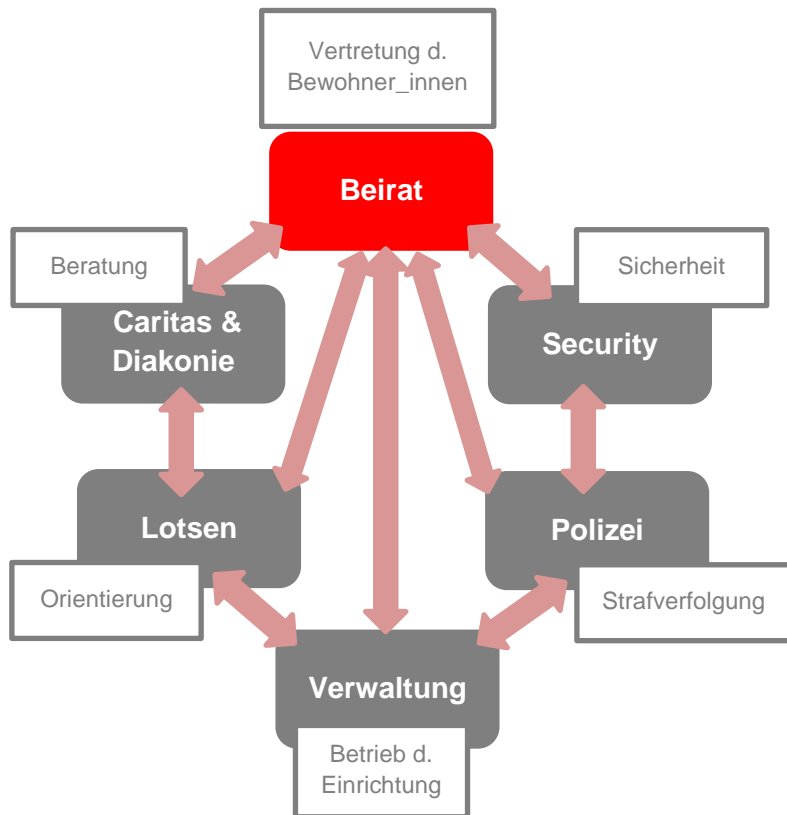 Vertretung d.
Bewohner_innen
Beirat
Beratung
Sicherheit
Caritas &
Diakonie
Security
Lotsen
Polizei
Orientierung
Strafverfolgung
Verwaltung
Betrieb d.
Einrichtung